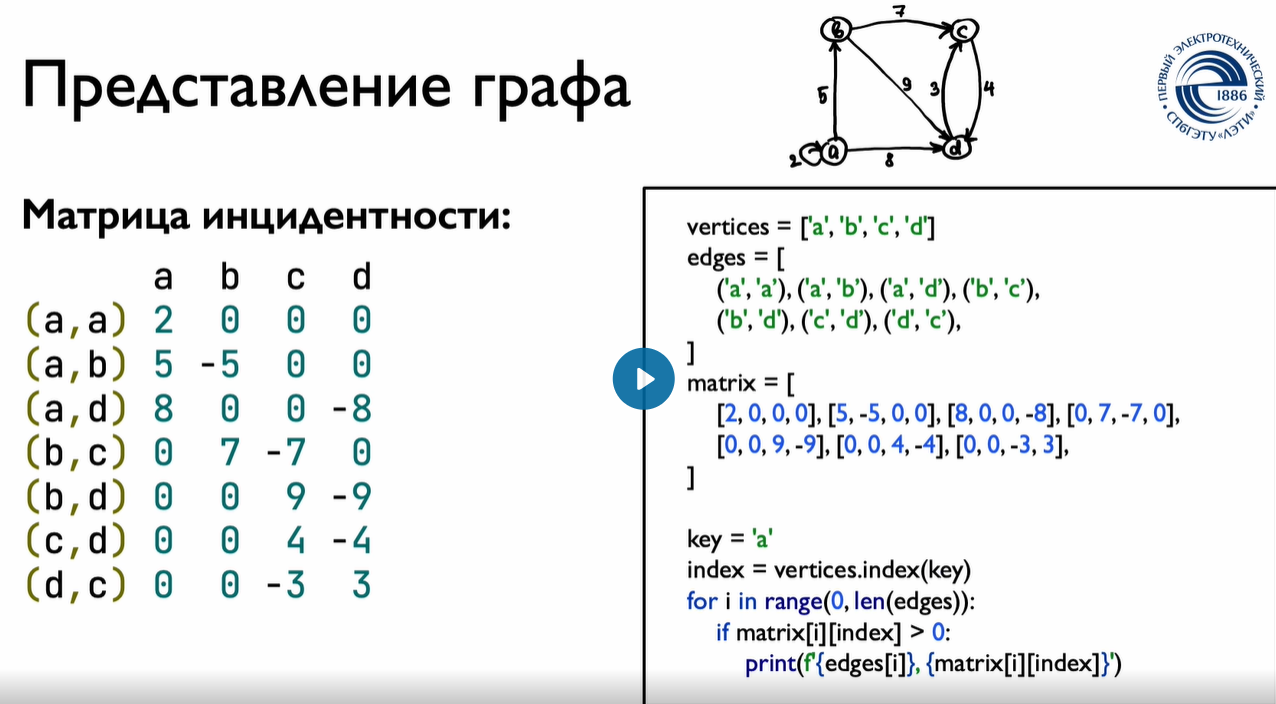 Представление графа
b 7 c
5 9 3 4
2 a 8 d
ПЕРВЫЙ ЭЛЕКТРОТЕХНИЧЕСКИЙ
1886
СПбГЭТУ «ЛЭТИ»
Матрица инцидентности:
a b c d
(a,a) 2 0 0 0
(a,b) 5 -5 0 0
(a,d) 8 0 0 -8
(b,c) 0 7 -7 0
(b,d) 0 0 9 -9
(c,d) 0 0 4 -4
(d,c) 0 0 -3 3
vertices = ['a', 'b', 'c', 'd']
edges = [
('a', 'a’), ('a', 'b’), ('a', 'd’), ('b', 'c’),
('b', 'd'), ('c', 'd’), ('d', 'c’),
]
matrix = [
[2, 0, 0, 0], [5, -5, 0, 0], [8, 0, 0, -8], [0, 7, -7, 0],
[0, 0, 9, -9], [0, 0, 4, -4], [0, 0, -3, 3],
]
key = 'a'
index = vertices.index(key)
for i in range(0, len(edges)):
if matrix[i][index] > 0:
print(f'{edges[i]}, {matrix[i][index]}')